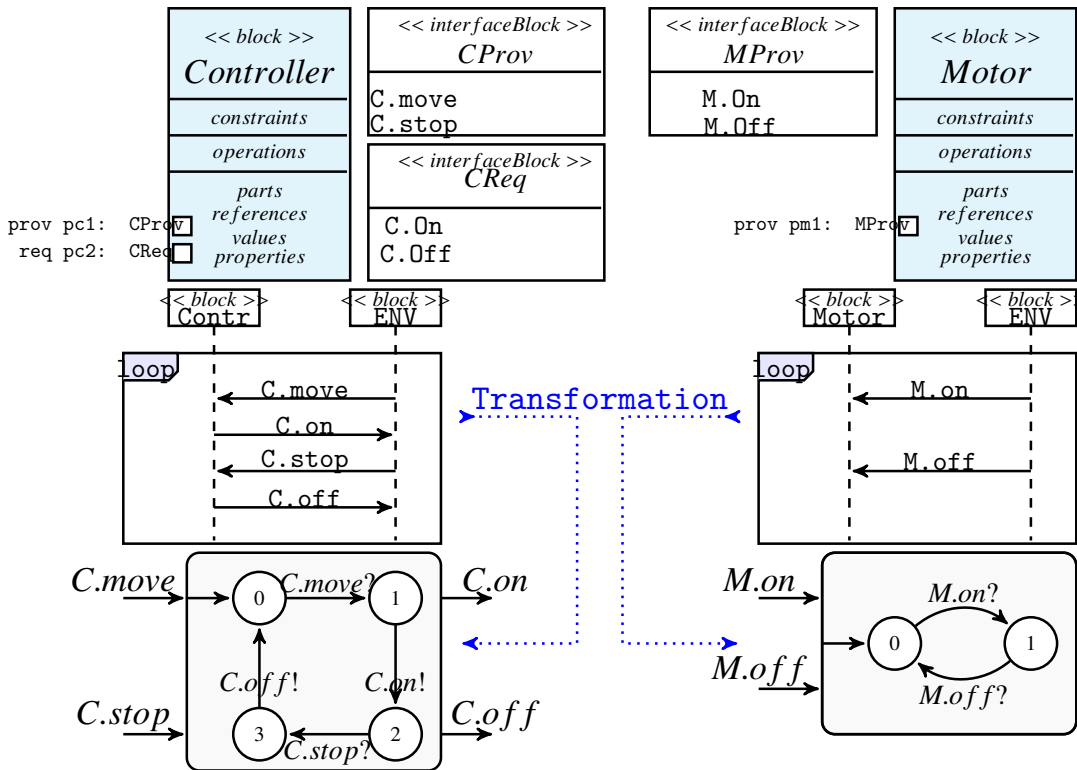 << block >>
Controller
constraints
operations
parts
references
values
properties
prov pc1: CProv
req pc2: CReq
<< interfaceBlock >>
CProv
C.move
C.stop
<< interfaceBlock >>
CReq
C.On
C.Off
<< interfaceBlock >>
MProv
M.On
M.Off
<< block >>
Motor
constraints
operations
parts
references
values
properties
prov pm1: MProv
<< block >>
Contr
<< block >>
ENV
loop
C.move
C.on
C.stop
C.off
Transformation
<< block >>
Motor
<< block >>
ENV
loop
M.on
M.off
C.move
C.stop
0
C.move?
1
C.on!
2
C.stop?
3
C.off!
C.on
C.off
M.on
M.off
0
M.on?
1
M.off?